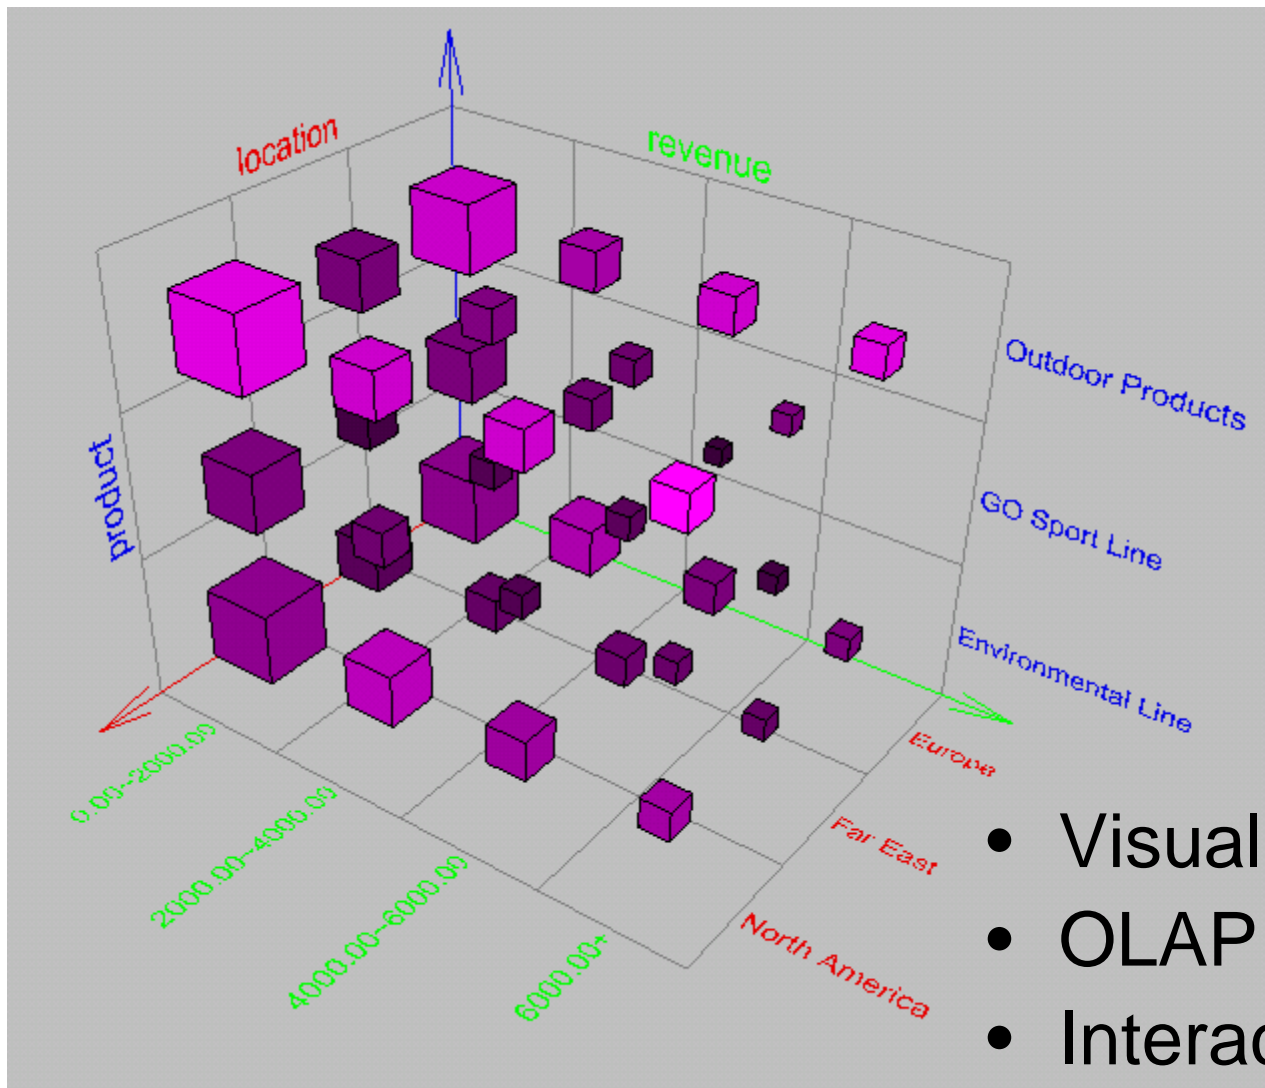 location
revenue
product
Outdoor Products
GO Sport Line
Environmental Line
Europe
Far East
North America
0.00~2000.00
2000.00~4000.00
4000.00~6000.00
6000.00+
• Visual
• OLAP
• Interac